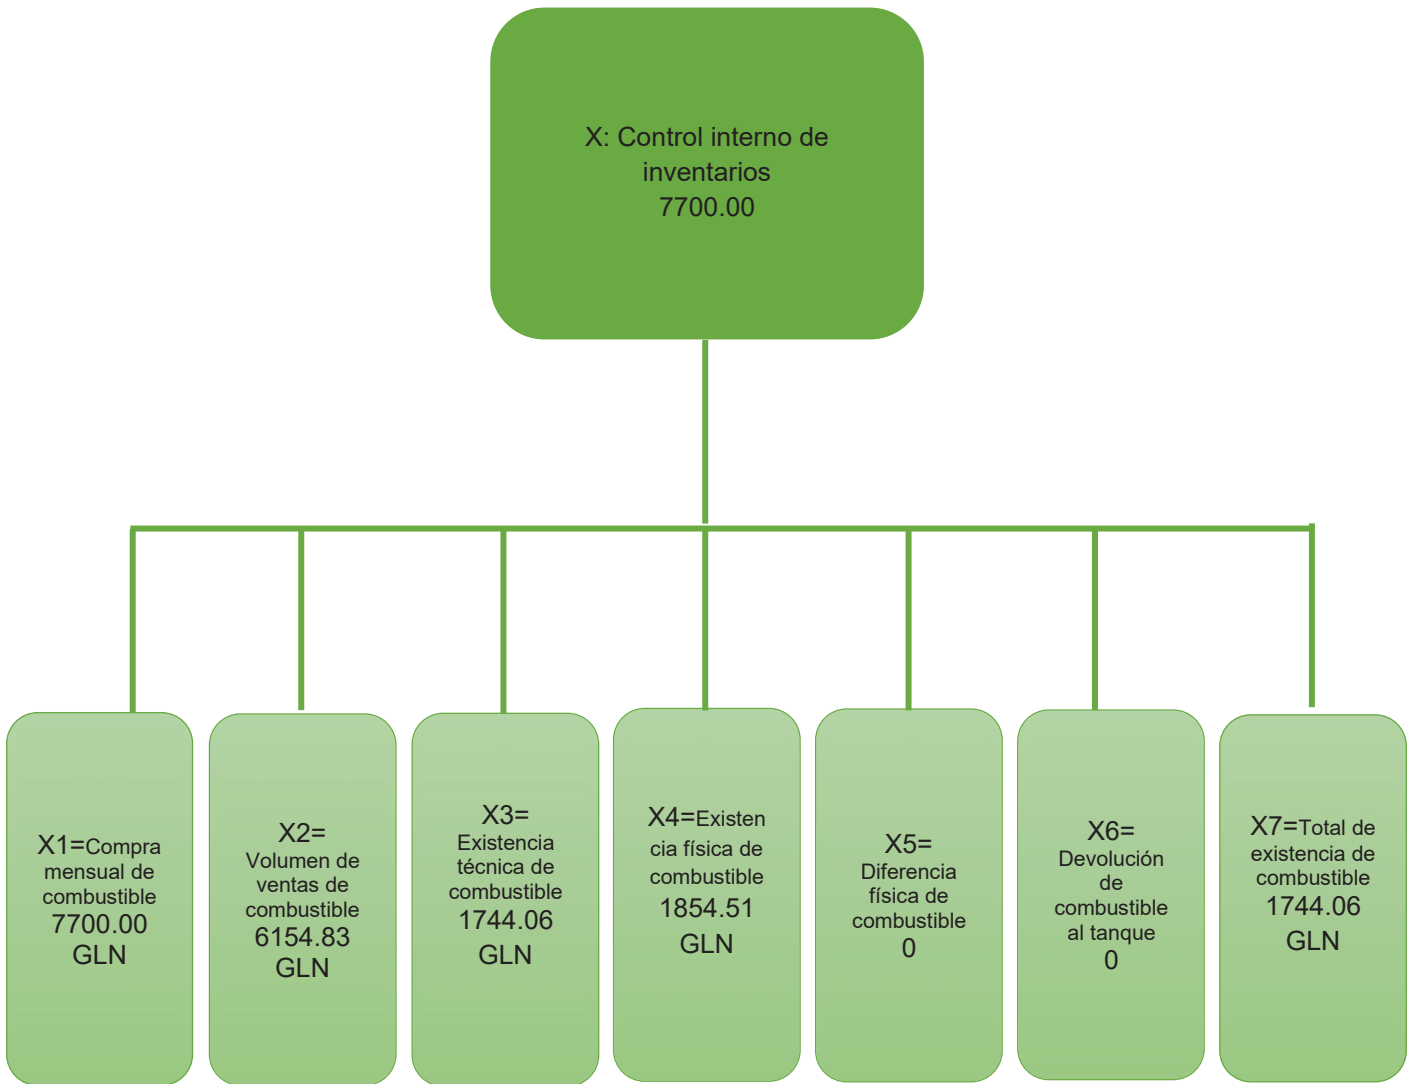 X: Control interno de
inventarios
7700.00
X1=Compra
mensual de
combustible
7700.00
GLN
X2=
Volumen de
ventas de
combustible
6154.83
GLN
X3=
Existencia
técnica de
combustible
1744.06
GLN
X4=Existen
cia física de
combustible
1854.51
GLN
X5=
Diferencia
física de
combustible
0
X6=
Devolución
de
combustible
al tanque
0
X7=Total de
existencia de
combustible
1744.06
GLN